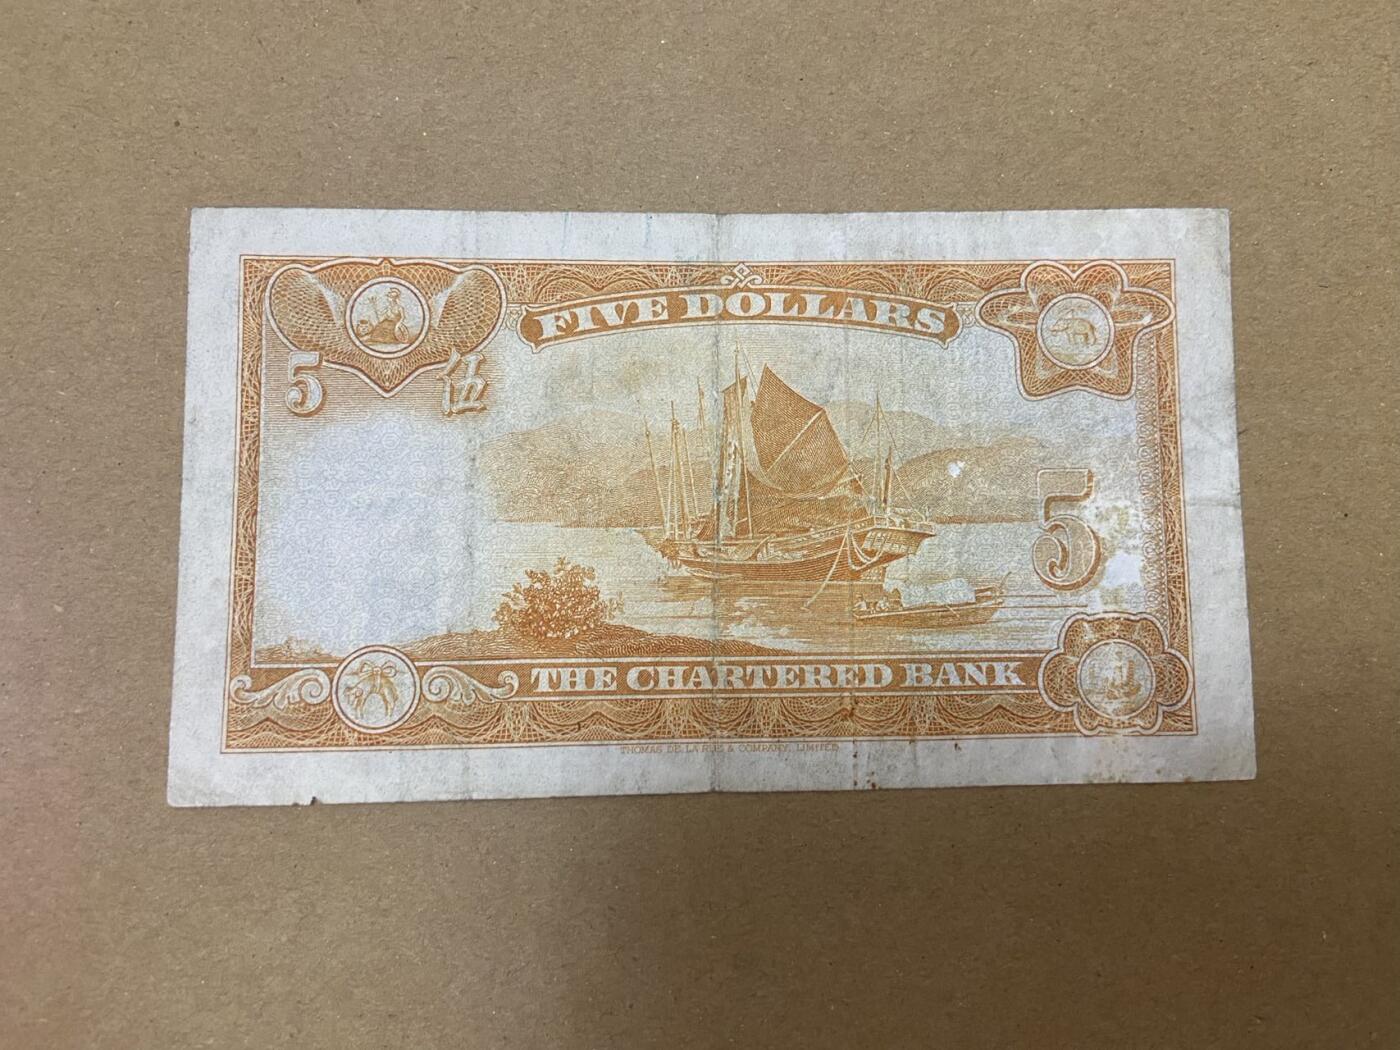 FIVE DOLLARS
5 伍
5
THE CHARTERED BANK
THOMAS DE LA RUE & COMPANY, LIMITED.